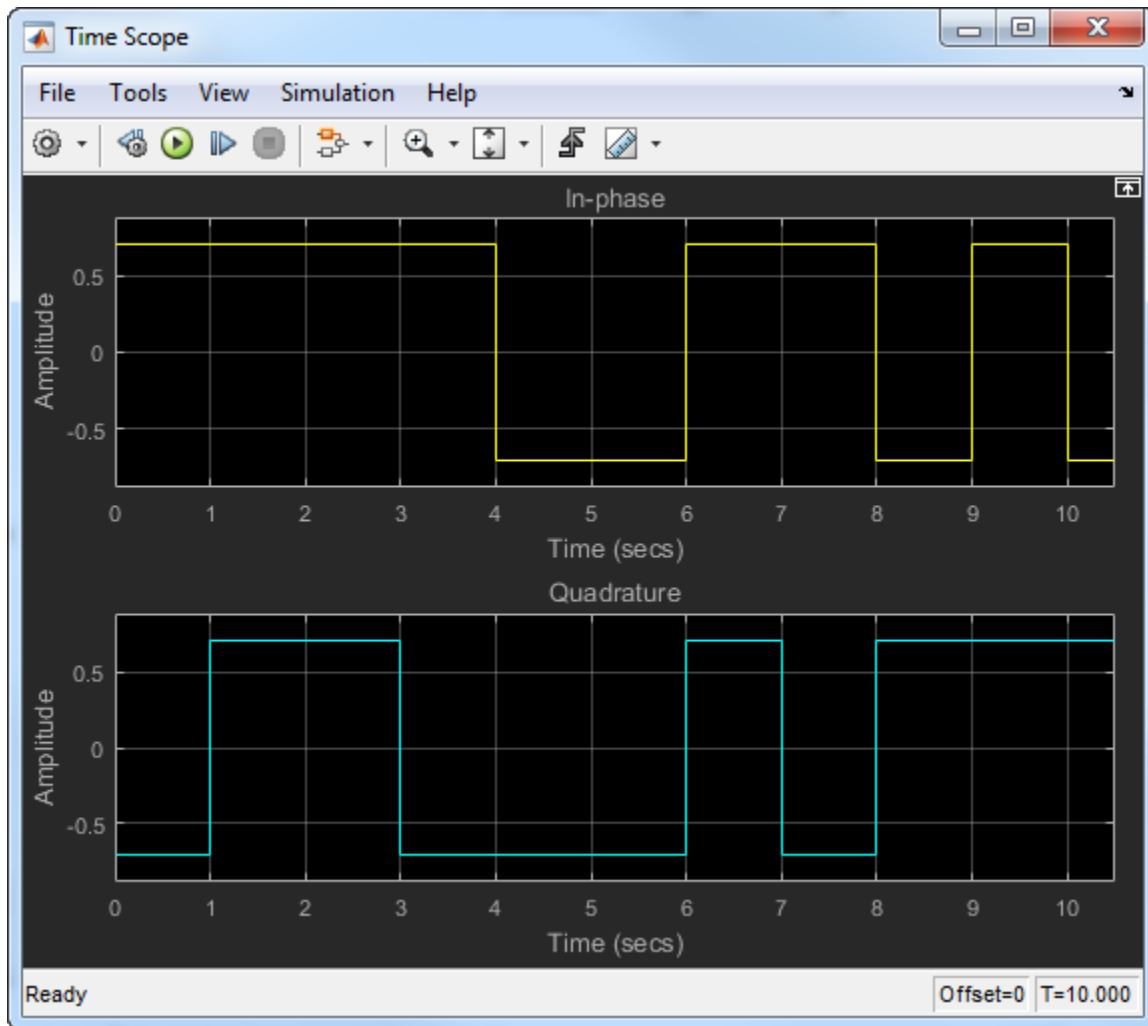 Time Scope
File Tools View Simulation Help
In-phase
Amplitude
0.5
0
-0.5
0 1 2 3 4 5 6 7 8 9 10
Time (secs)
Quadrature
Amplitude
0.5
0
-0.5
0 1 2 3 4 5 6 7 8 9 10
Time (secs)
Ready Offset=0 T=10.000